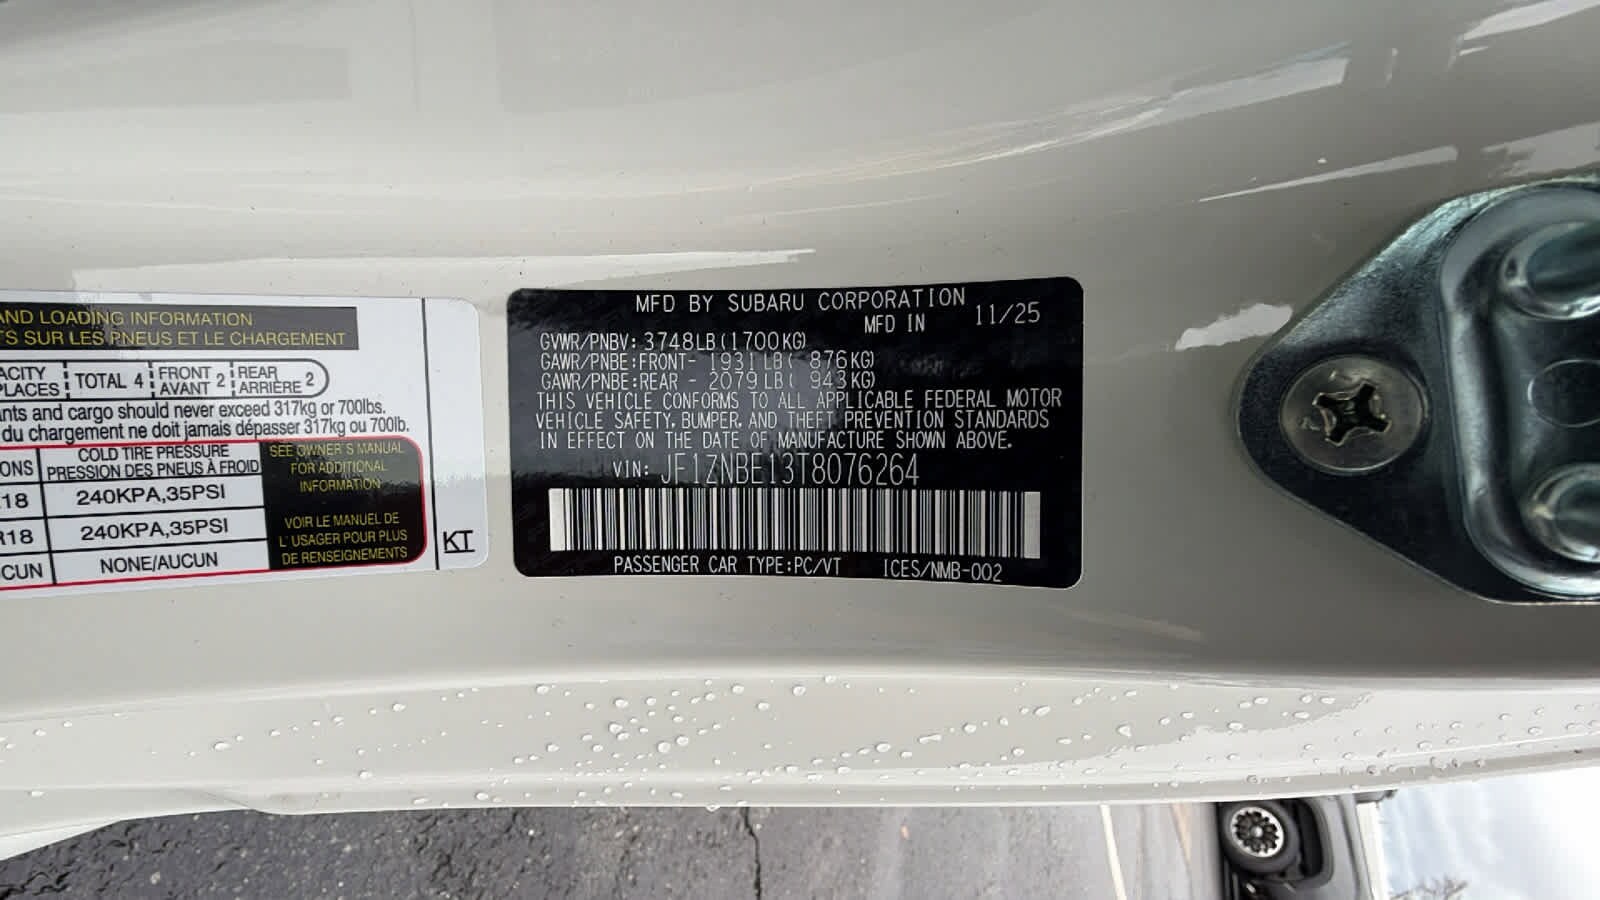 AND LOADING INFORMATION
TS SUR LES PNEUS ET LE CHARGEMENT
ACITY
PLACES
TOTAL 4
FRONT
AVANT 2
REAR
ARRIÈRE 2
ants and cargo should never exceed 317kg or 700lbs.
du chargement ne doit jamais dépasser 317kg ou 700lb.
ONS
COLD TIRE PRESSURE
PRESSION DES PNEUS À FROID
18 240KPA,35PSI
R18 240KPA,35PSI
CUN NONE/AUCUN
SEE OWNER'S MANUAL
FOR ADDITIONAL
INFORMATION
VOIR LE MANUEL DE
L' USAGER POUR PLUS
DE RENSEIGNEMENTS
KT
MFD BY SUBARU CORPORATION
MFD IN 11/25
GVWR/PNBV: 3748LB(1700KG)
GAWR/PNBE:FRONT- 1931LB( 876KG)
GAWR/PNBE:REAR - 2079LB( 943KG)
THIS VEHICLE CONFORMS TO ALL APPLICABLE FEDERAL MOTOR
VEHICLE SAFETY, BUMPER, AND THEFT PREVENTION STANDARDS
IN EFFECT ON THE DATE OF MANUFACTURE SHOWN ABOVE.
VIN: JF1ZNBE13T8076264
PASSENGER CAR TYPE:PC/VT ICES/NMB-002